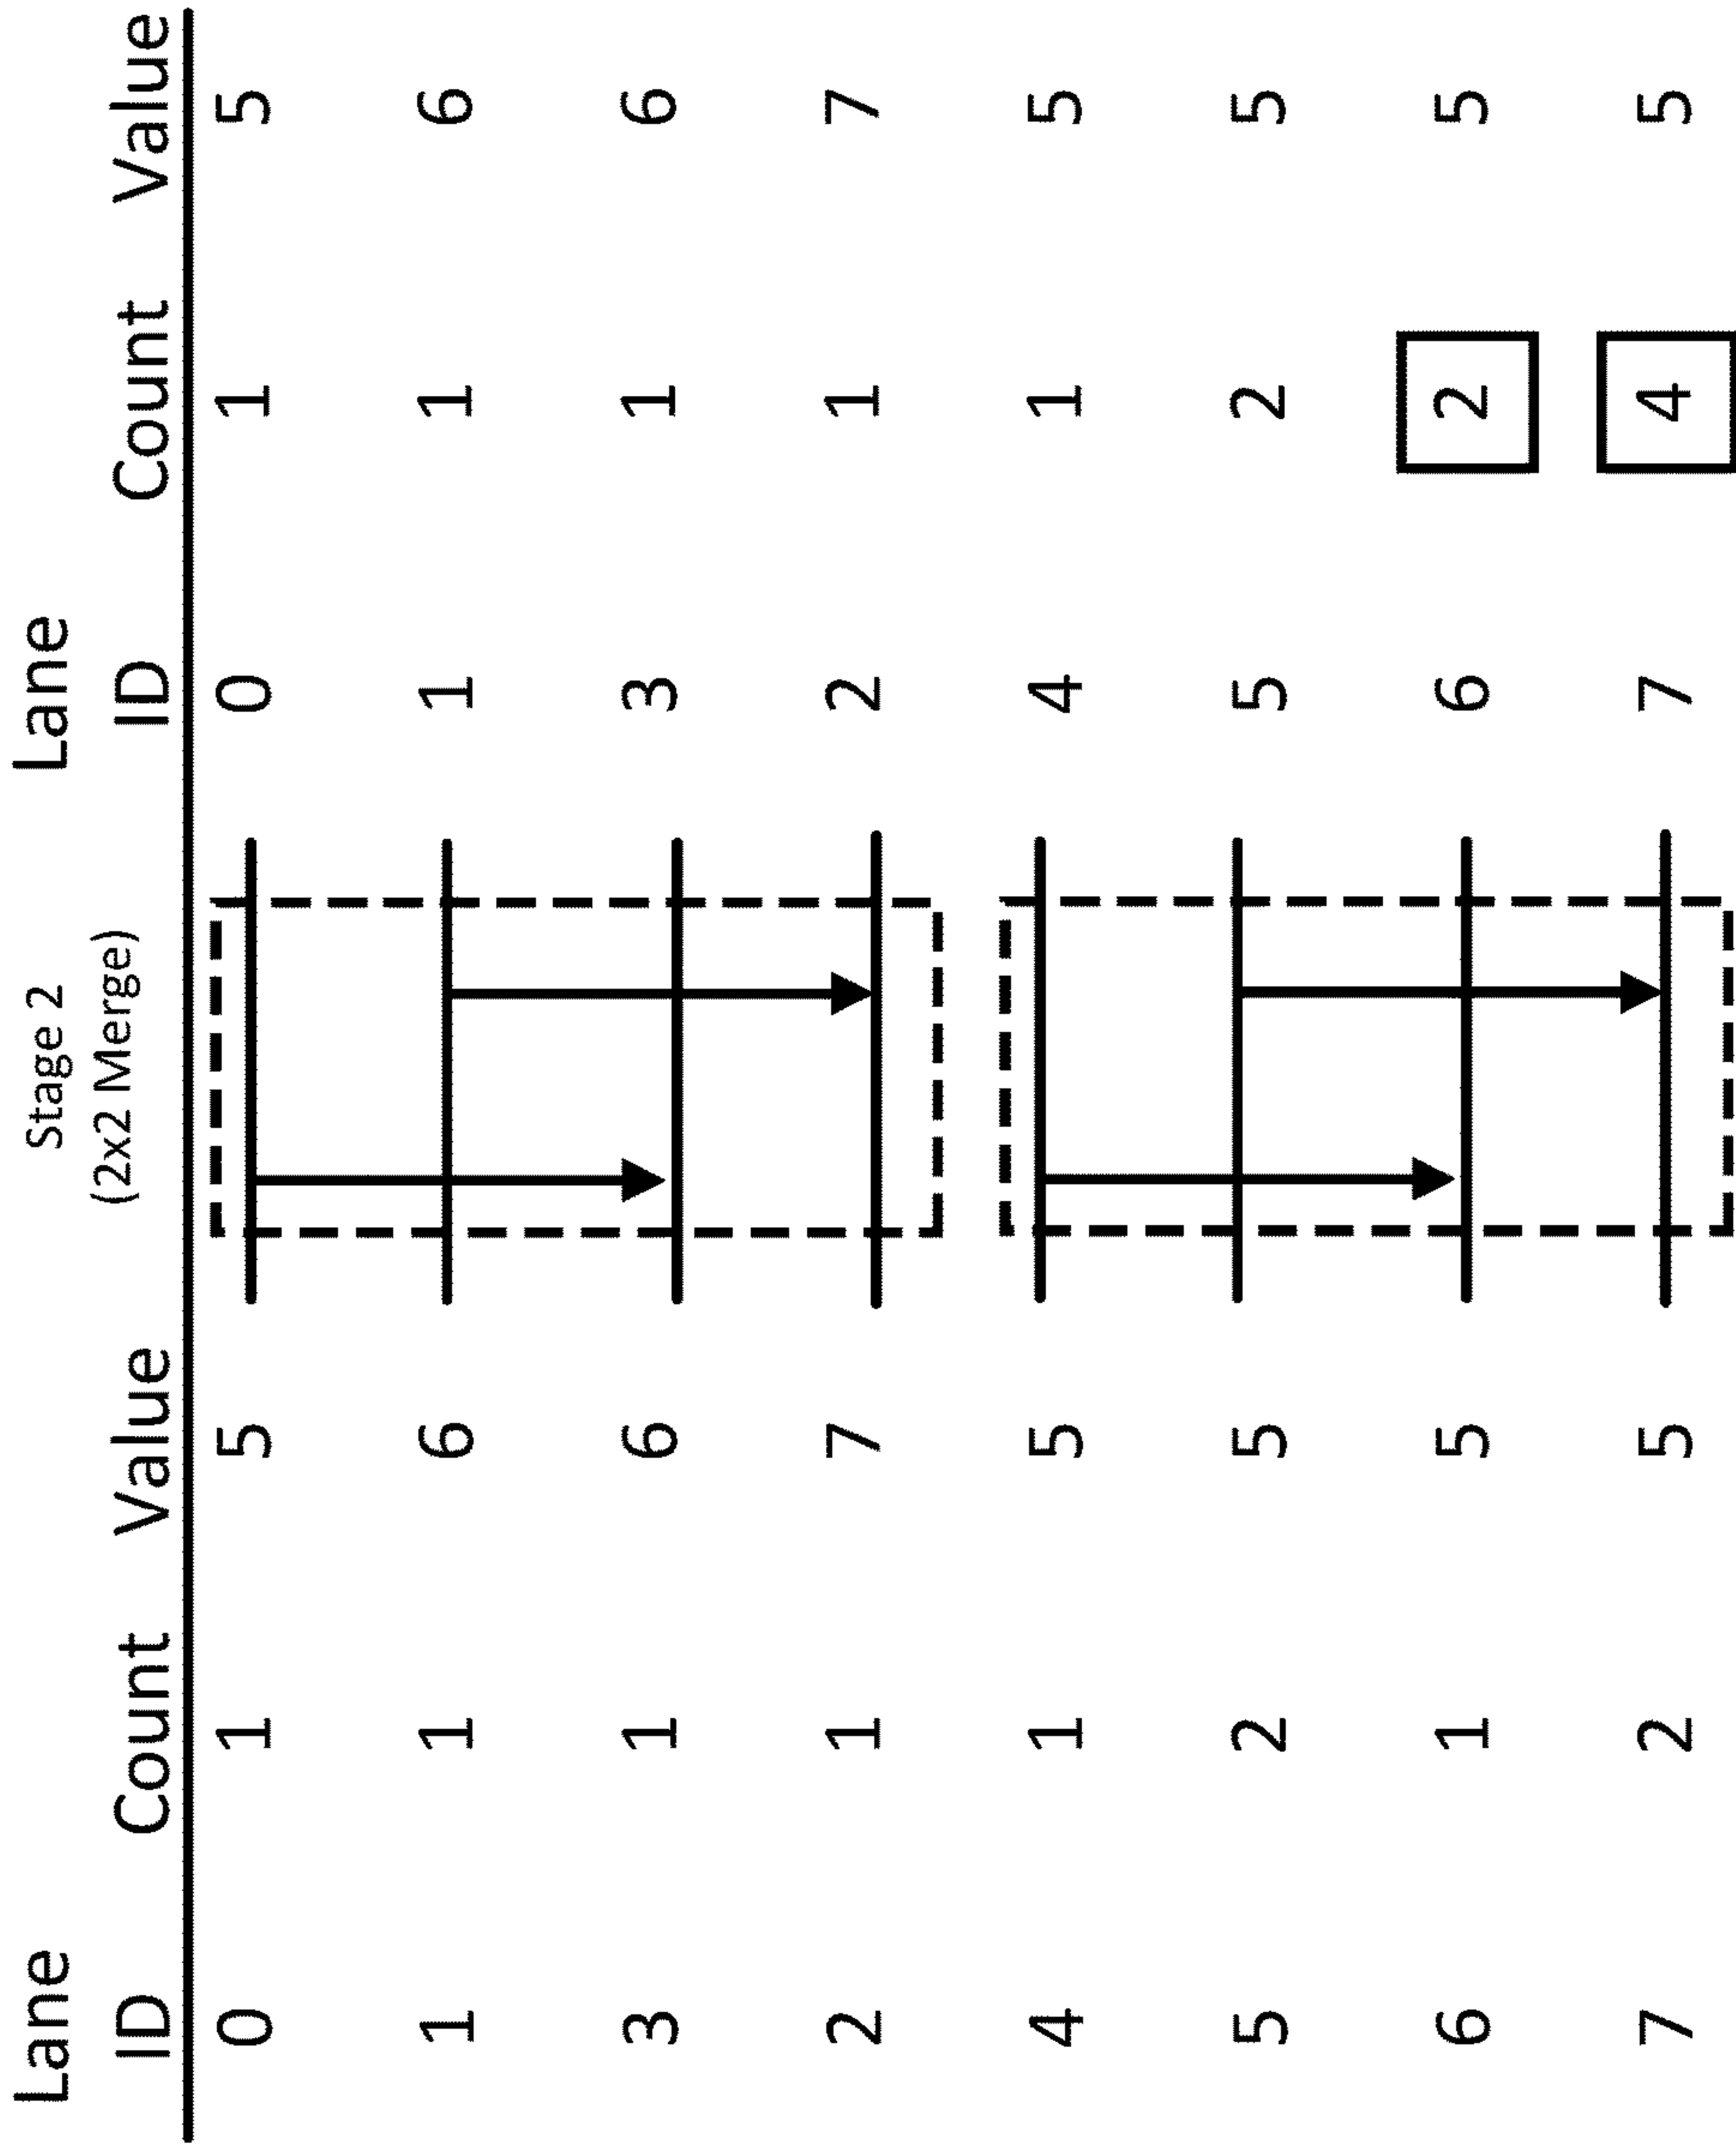 Lane Stage 2 Lane
ID Count Value (2x2 Merge) ID Count Value
0 1 5 0 1 5
1 1 6 1 1 6
3 1 6 3 1 6
2 1 7 2 1 7
4 1 5 4 1 5
5 2 5 5 2 5
6 1 5 6 2 5
7 2 5 7 4 5